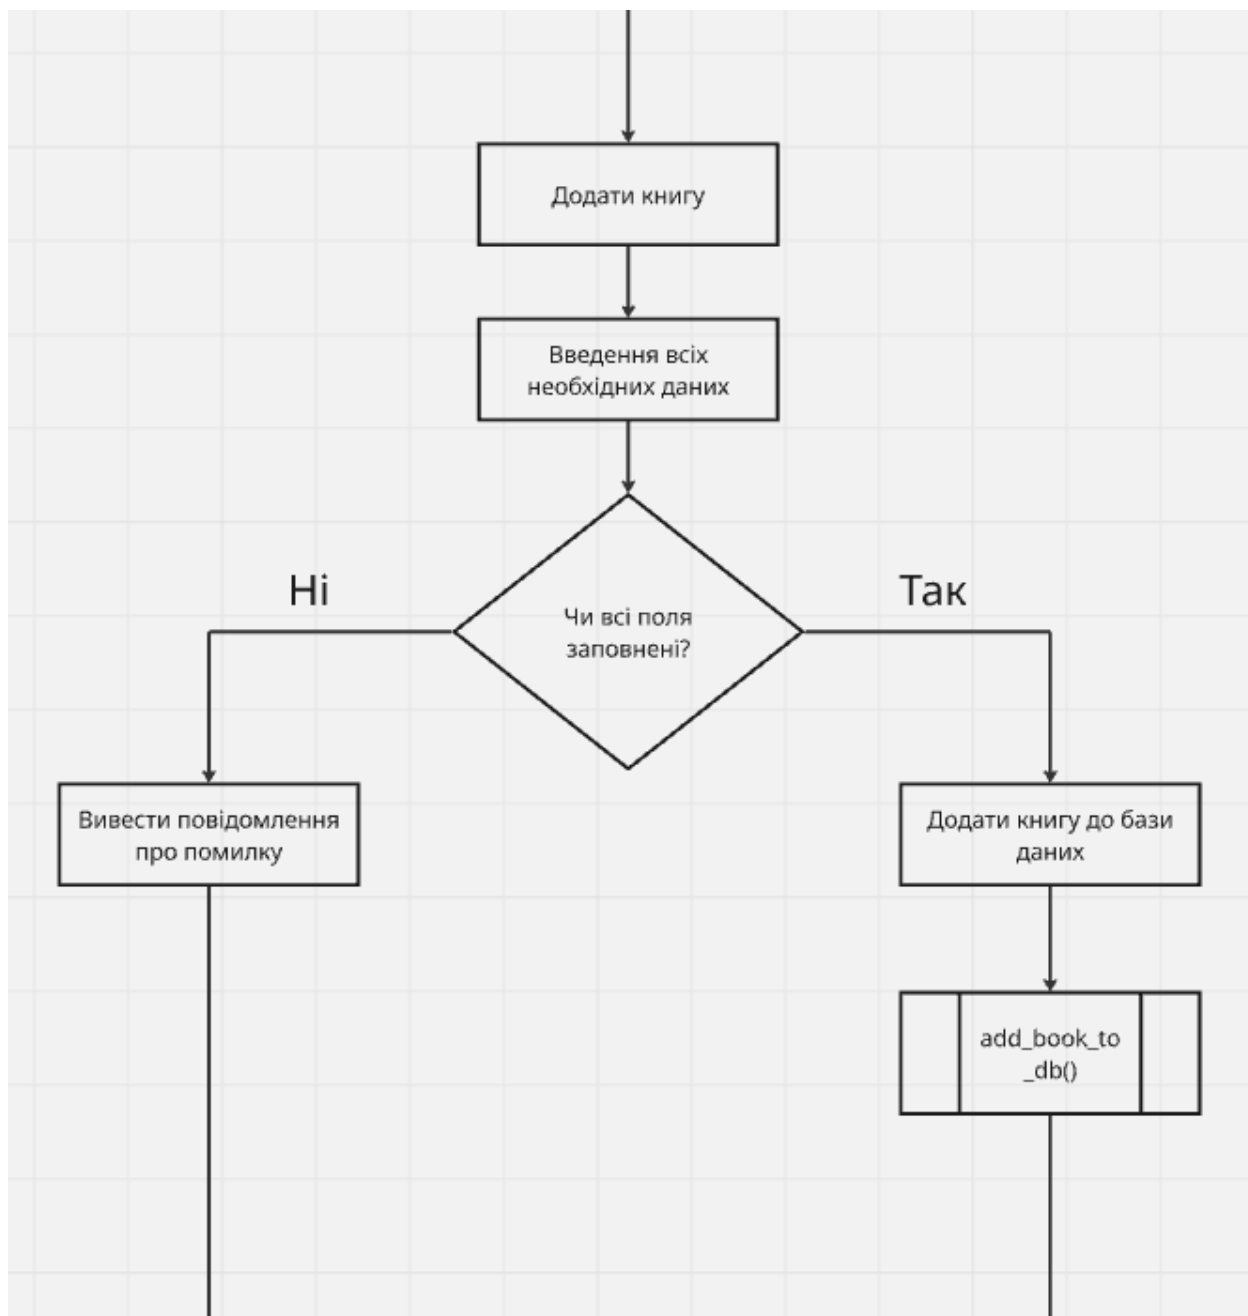 Додати книгу
Введення всіх
необхідних даних
Ні
Так
Чи всі поля
заповнені?
Вивести повідомлення
про помилку
Додати книгу до бази
даних
add_book_to
_db()